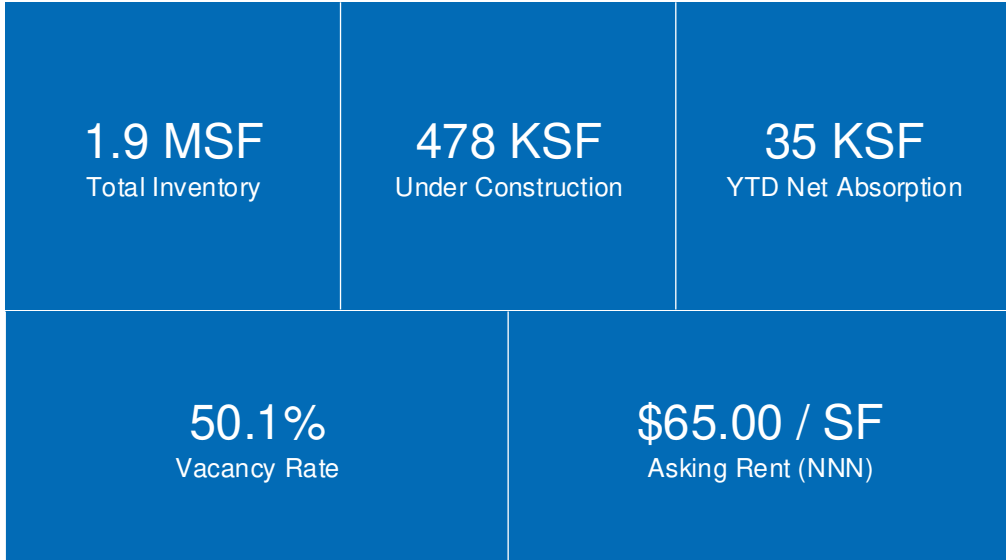 1.9 MSF
Total Inventory
478 KSF
Under Construction
35 KSF
YTD Net Absorption
50.1%
Vacancy Rate
$65.00 / SF
Asking Rent (NNN)